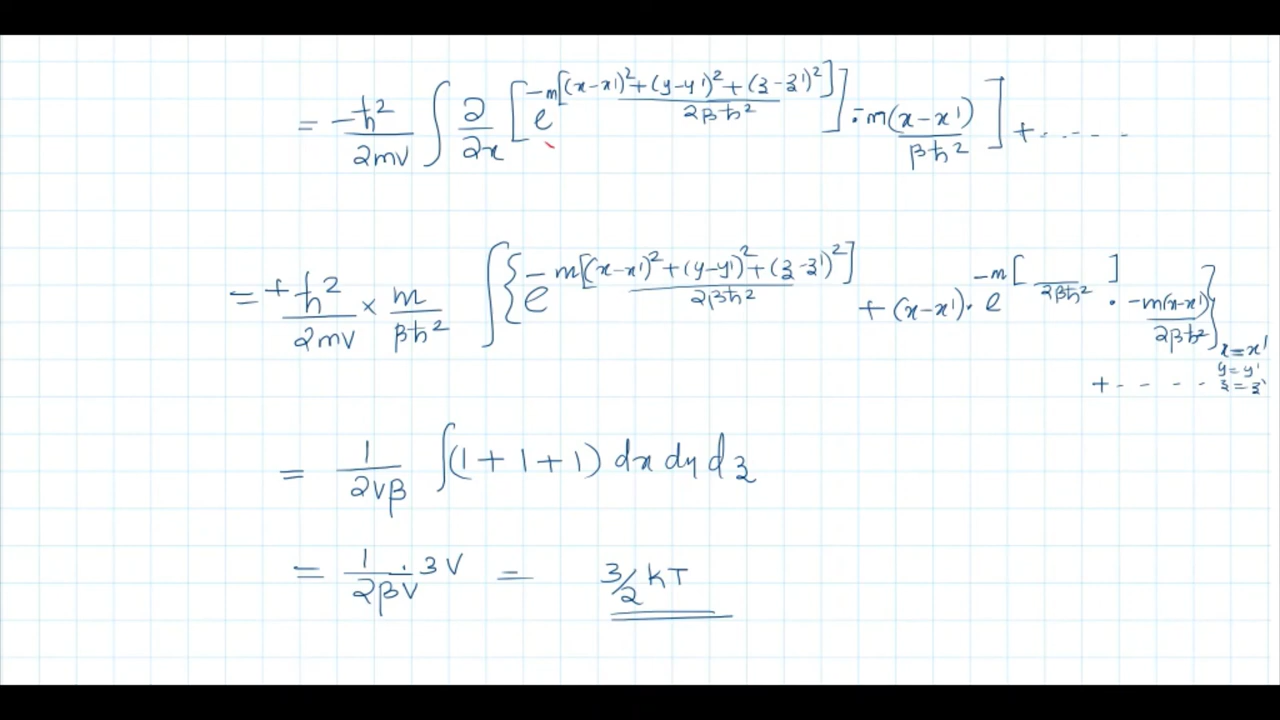 = -ħ²/2mv ∫ ∂/∂x [e^{-m[(x-x')²+(y-y')²+(z-z')²]/2βħ²} · -m(x-x')/βħ²] + . . . . .
= +ħ²/2mv × m/βħ² ∫ {e^{-m[(x-x')²+(y-y')²+(z-z')²]/2βħ²} + (x-x') · e^{-m[ ]/2βħ²} · -m(x-x')/2βħ²}
x=x'
y=y'
+ - - - - z=z'
= 1/2vβ ∫(1+1+1) dx dy dz
= 1/2βv · 3V = 3/2 KT